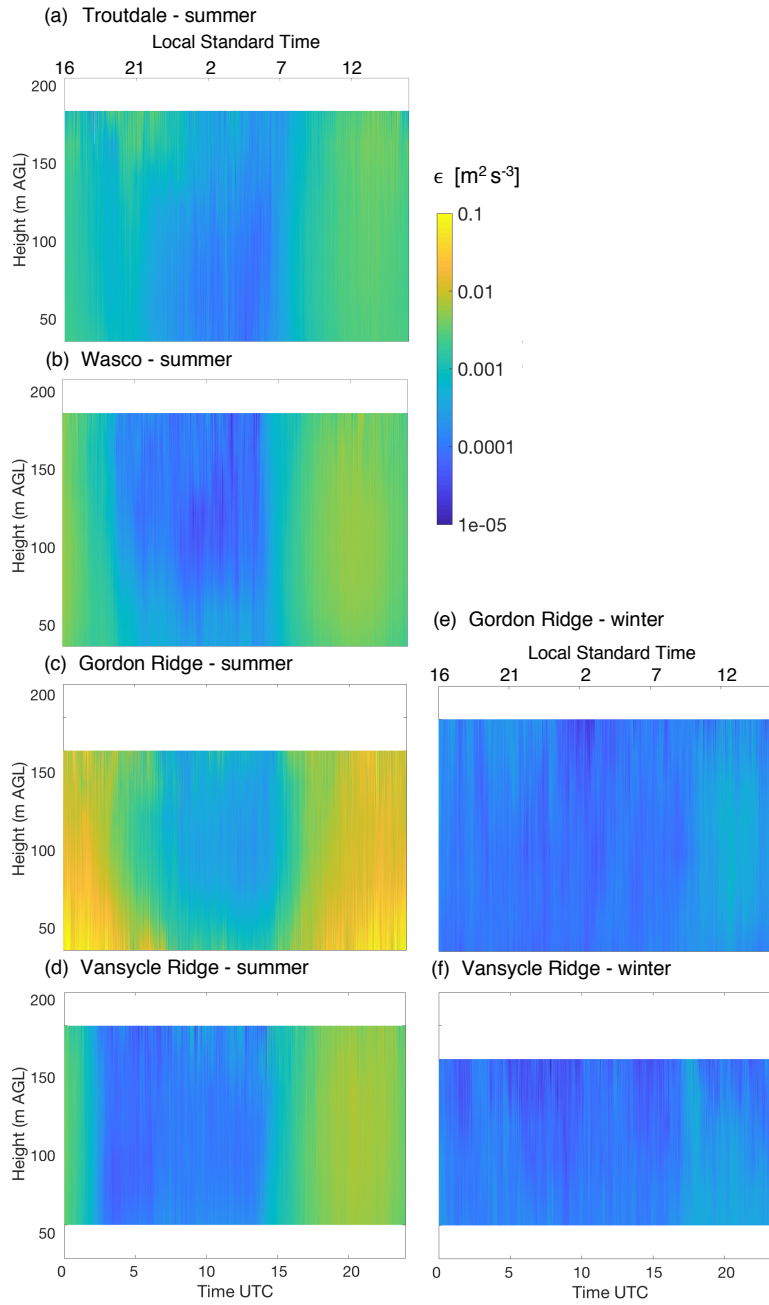 (a) Troutdale - summer
Local Standard Time
16 21 2 7 12
200
150
100
50
Height (m AGL)
ϵ [m² s⁻³]
0.1
0.01
0.001
0.0001
1e-05
(b) Wasco - summer
200
150
100
50
Height (m AGL)
(c) Gordon Ridge - summer
200
150
100
50
Height (m AGL)
(e) Gordon Ridge - winter
Local Standard Time
16 21 2 7 12
(d) Vansycle Ridge - summer
200
150
100
50
Height (m AGL)
0 5 10 15 20
Time UTC
(f) Vansycle Ridge - winter
0 5 10 15 20
Time UTC